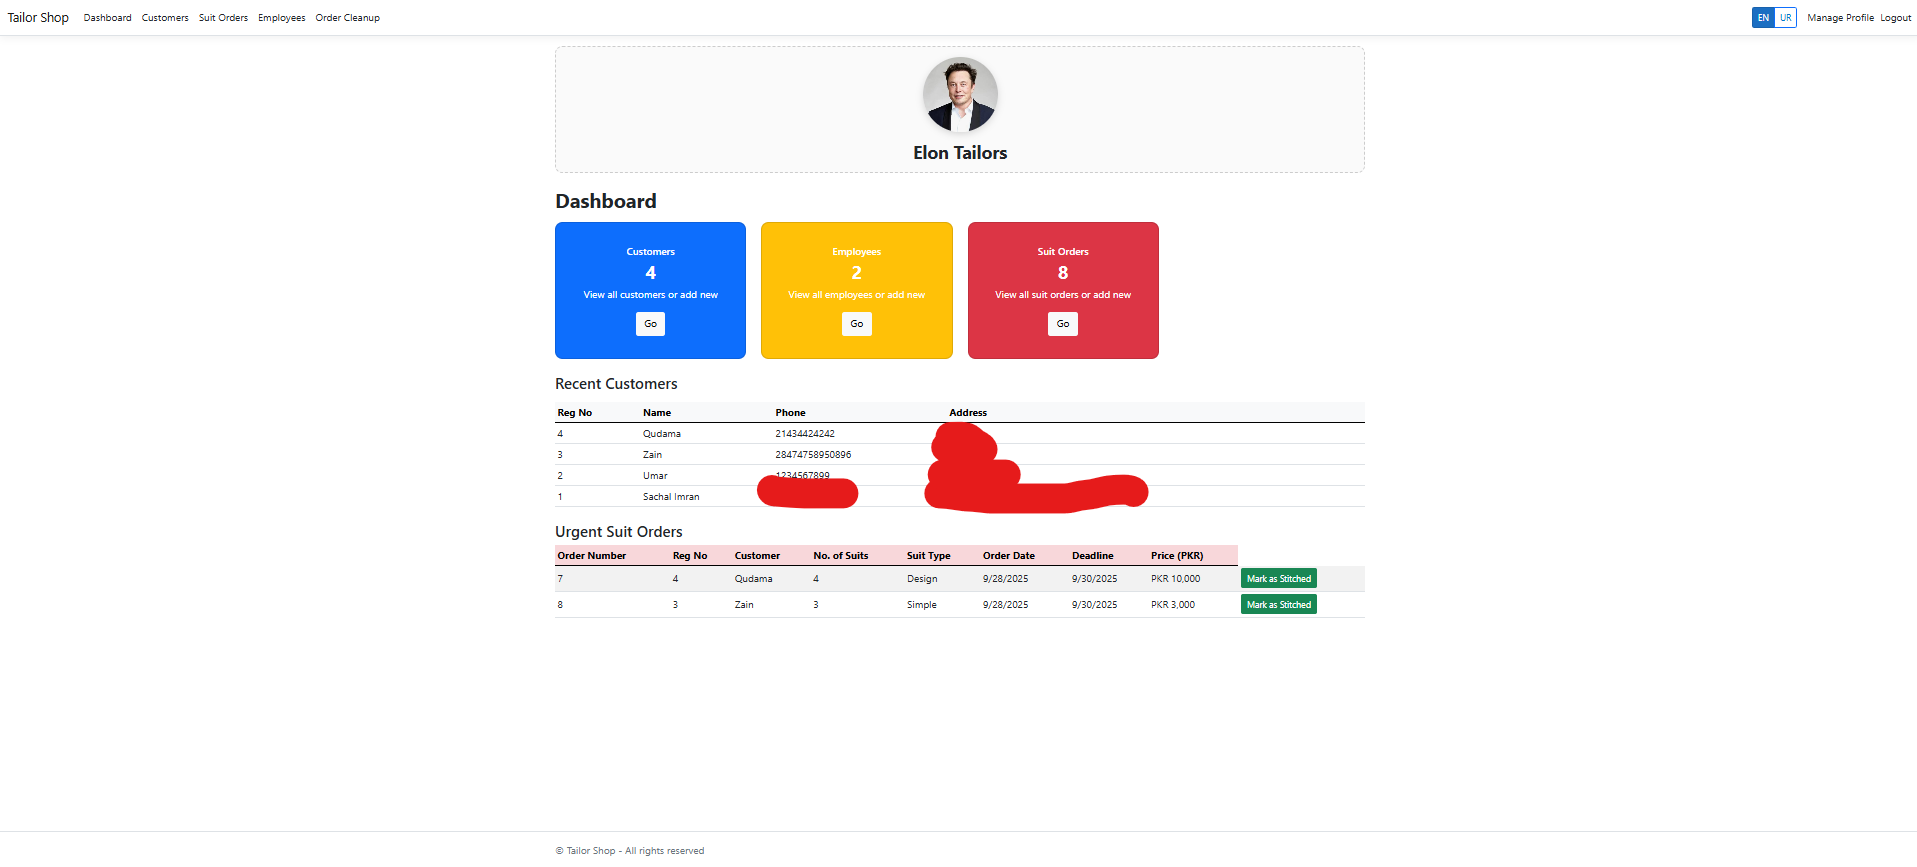 Tailor Shop Dashboard Customers Suit Orders Employees Order Cleanup EN UR Manage Profile Logout
Elon Tailors
Dashboard
Customers Employees Suit Orders
4 2 8
View all customers or add new View all employees or add new View all suit orders or add new
Go Go Go
Recent Customers
Reg No Name Phone Address
4 Qudama 21434424242
3 Zain 28474758950896
2 Umar 1234567899
1 Sachal Imran
Urgent Suit Orders
Order Number Reg No Customer No. of Suits Suit Type Order Date Deadline Price (PKR)
7 4 Qudama 4 Design 9/28/2025 9/30/2025 PKR 10,000 Mark as Stitched
8 3 Zain 3 Simple 9/28/2025 9/30/2025 PKR 3,000 Mark as Stitched
© Tailor Shop - All rights reserved